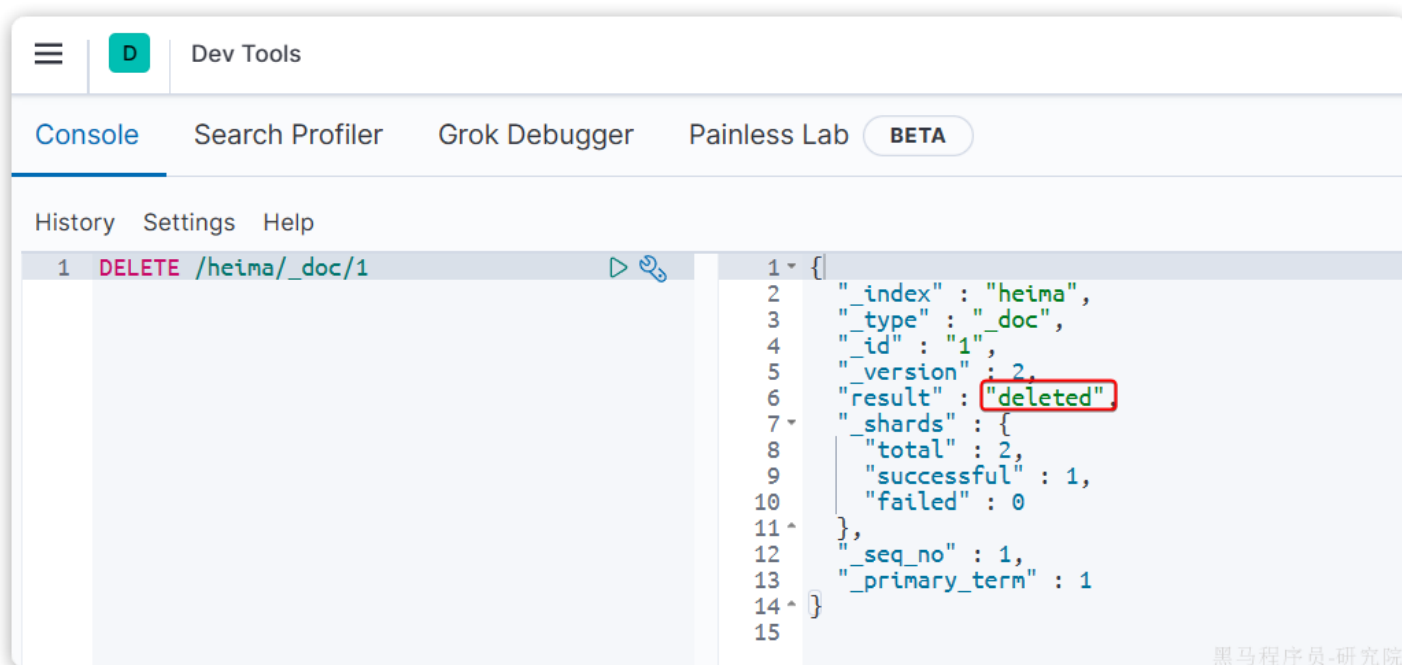 D Dev Tools
Console Search Profiler Grok Debugger Painless Lab BETA
History Settings Help
1 DELETE /heima/_doc/1
1 {
2 "_index" : "heima",
3 "_type" : "_doc",
4 "_id" : "1",
5 "_version" : 2,
6 "result" : "deleted",
7 "_shards" : {
8 "total" : 2,
9 "successful" : 1,
10 "failed" : 0
11 },
12 "_seq_no" : 1,
13 "_primary_term" : 1
14 }
15
黑马程序员-研究院